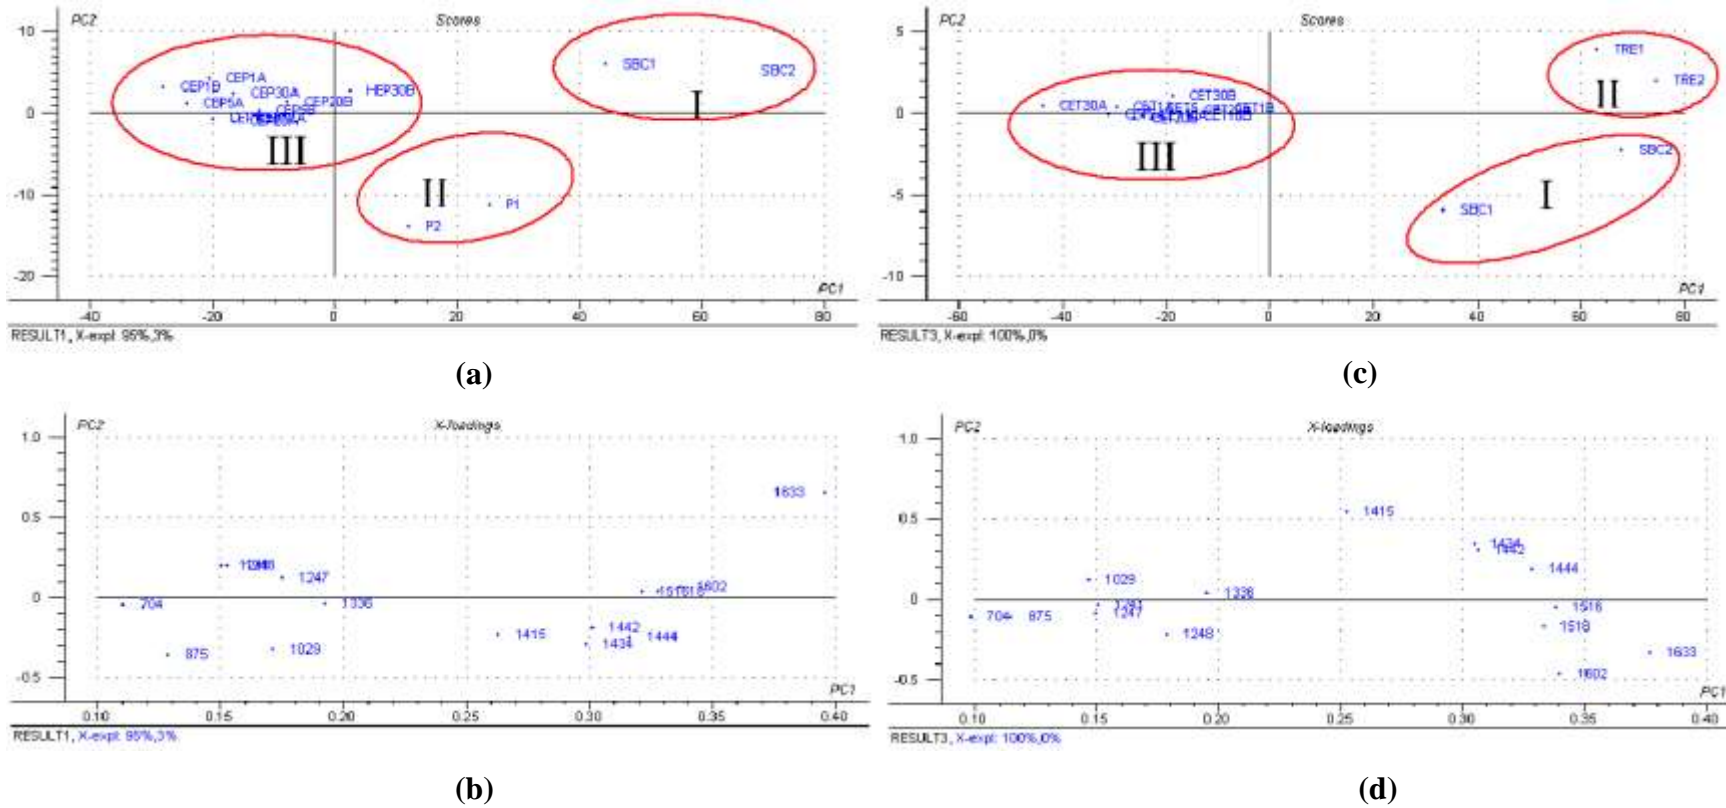 PC2 Scores
10
0
-10
-20
CEP1A
CEP1B
CEP30A
CEP5A
CEP20B
CEP5B
HEP30B
SBC1
SBC2
I
III
II
P1
P2
PC1
-40 -20 0 20 40 60 80
RESULT1, X-expl: 95%,3%
(a)
PC2 Scores
5
0
-5
-10
TRE1
TRE2
II
CET30B
CET30A
III
SBC2
I
SBC1
PC1
-60 -40 -20 0 20 40 60 80
RESULT3, X-expl: 100%,0%
(c)
PC2 X-loadings
1.0
0.5
0
-0.5
1633
1247
704
1336
1602
875
1029
1415
1442
1434
1444
PC1
0.10 0.15 0.20 0.25 0.30 0.35 0.40
RESULT1, X-expl: 95%,3%
(b)
PC2 X-loadings
1.0
0.5
0
-0.5
1415
1434
1442
1444
1029
1336
704
875
1247
1248
1516
1518
1633
1602
PC1
0.10 0.15 0.20 0.25 0.30 0.35 0.40
RESULT3, X-expl: 100%,0%
(d)